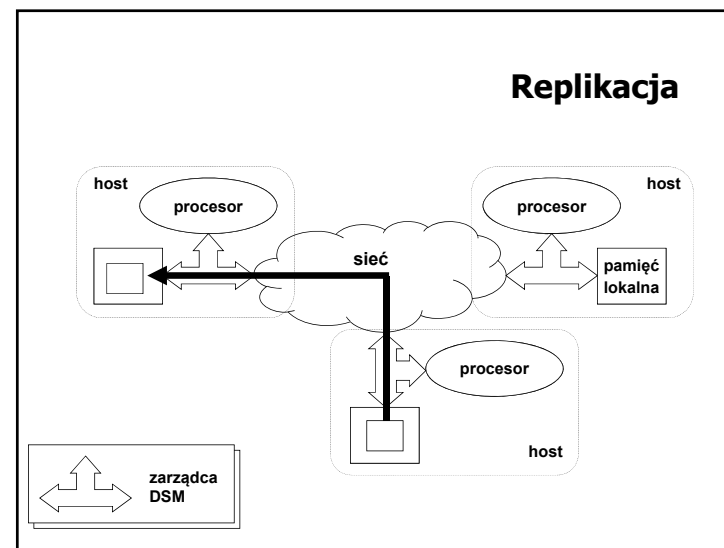 Replikacja
host
procesor
sieć
host
procesor
pamięć
lokalna
procesor
host
zarządca
DSM